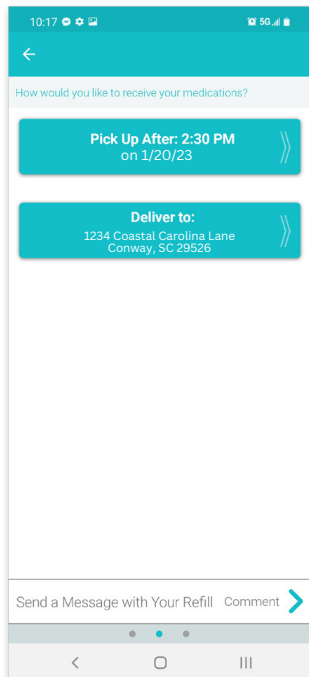 10:17 5G
How would you like to receive your medications?
Pick Up After: 2:30 PM
on 1/20/23
Deliver to:
1234 Coastal Carolina Lane
Conway, SC 29526
Send a Message with Your Refill Comment